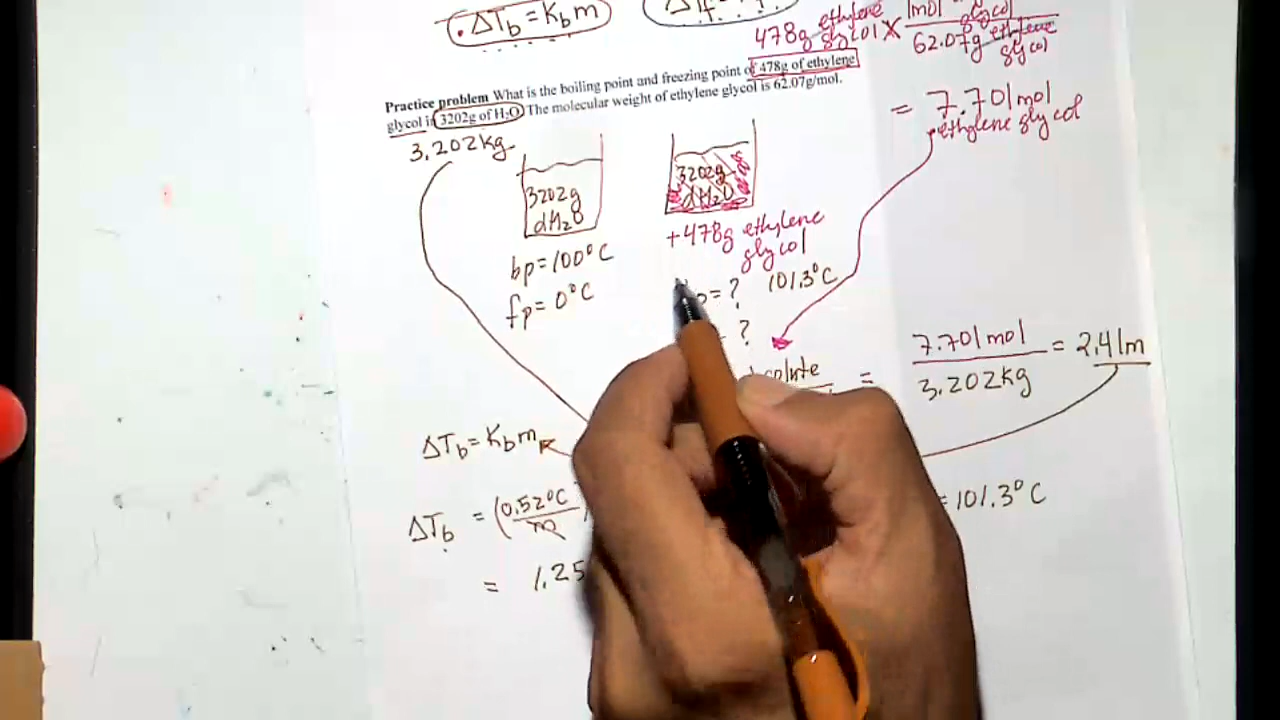 . ΔTb = Kbm
478g ethylene glycol × 1mol glycol
62.07g ethylene glycol
= 7.701mol
ethylene glycol
Practice problem What is the boiling point and freezing point of 478g of ethylene
glycol in 3202g of H₂O The molecular weight of ethylene glycol is 62.07g/mol.
3.202kg
3202g
dH₂O
bp=100°C
fp= 0°C
3202g
dH₂O
+478g ethylene
glycol
= ? 101.3°C
?
solute =
7.701mol
3.202kg
= 2.41m
ΔTb= Kbm
ΔTb = (0.52°C
m
= 101.3°C
= 1.25